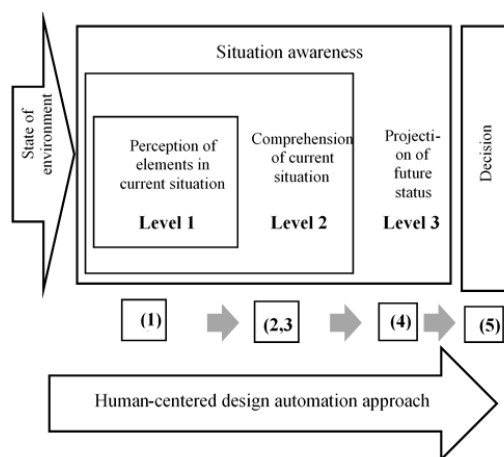 Situation awareness
State of
environment
Perception of
elements in
current situation
Level 1
Comprehension
of current
situation
Level 2
Projecti-
on of
future
status
Level 3
Decision
(1)
(2,3
(4)
(5)
Human-centered design automation approach